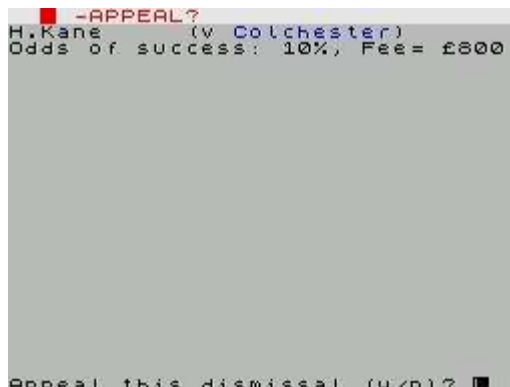 -APPEAL?
H.Kane (v Colchester)
Odds of success: 10%, Fee= £800
Appeal this dismissal (y/n)?